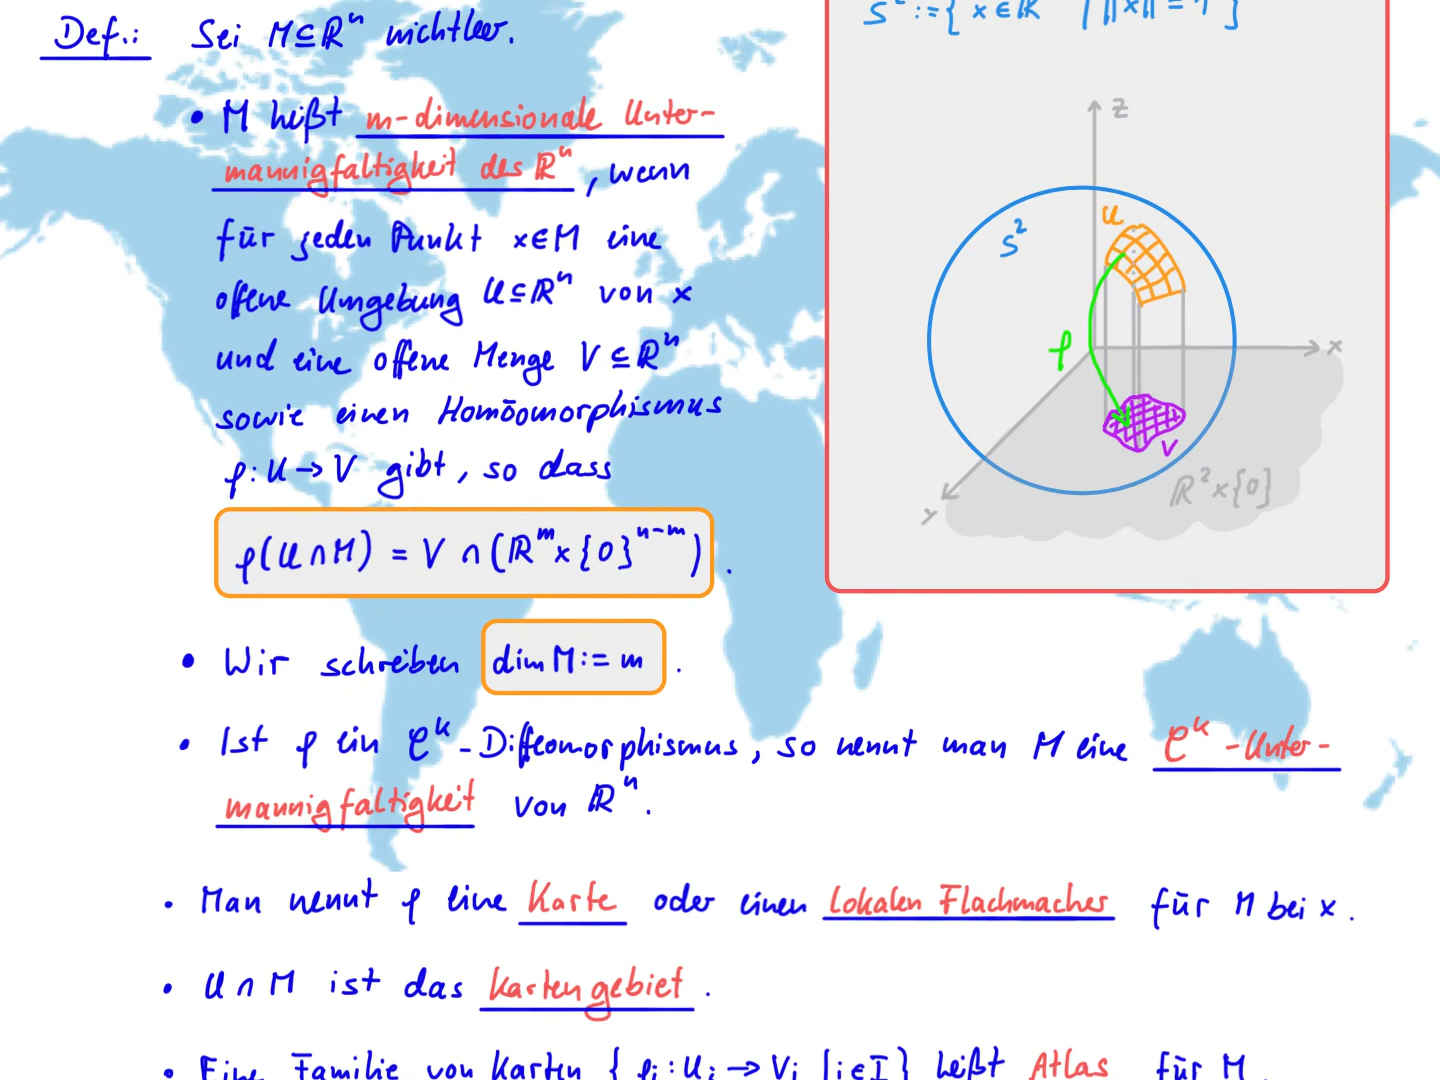 Def.: Sei M ⊆ ℝⁿ nichtleer.
• M heißt m-dimensionale Unter-
mannigfaltigkeit des ℝⁿ, wenn
für jeden Punkt x ∈ M eine
offene Umgebung U ⊆ ℝⁿ von x
und eine offene Menge V ⊆ ℝⁿ
sowie einen Homöomorphismus
φ: U → V gibt, so dass
φ(U ∩ M) = V ∩ (ℝᵐ × {0}ⁿ⁻ᵐ).
• Wir schreiben dim M := m.
• Ist φ ein 𝒞ᵏ-Diffeomorphismus, so nennt man M eine 𝒞ᵏ-Unter-
mannigfaltigkeit von ℝⁿ.
• Man nennt φ eine Karte oder einen lokalen Flachmacher für M bei x.
• U ∩ M ist das Kartengebiet.
• Eine Familie von Karten {φᵢ: Uᵢ → Vᵢ | i ∈ I} heißt Atlas für M.
S² := { x ∈ ℝ | ||x|| = 1 }
z
U
S²
φ
x
V
ℝ² × {0}
y